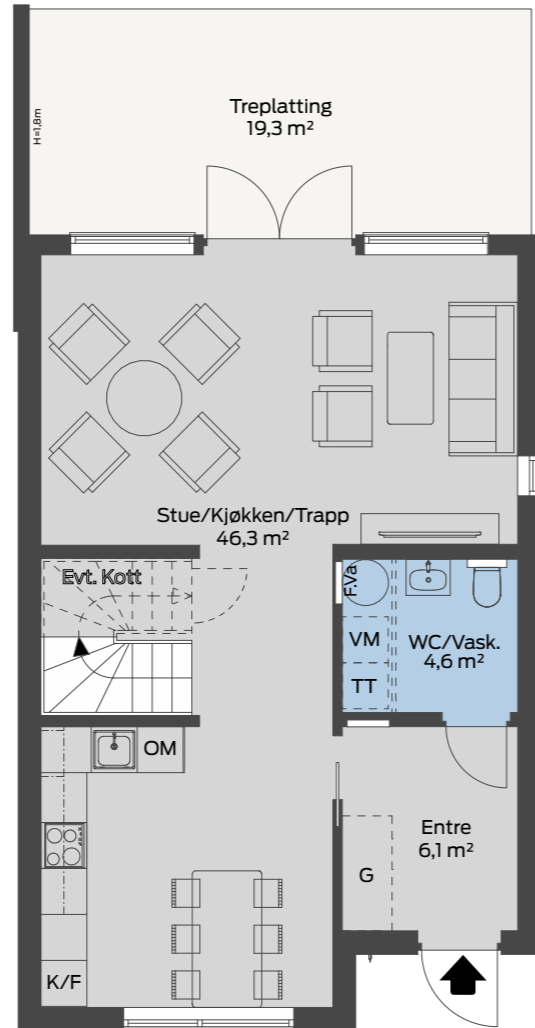 Treplatting
19,3 m²
H=1,8m
Stue/Kjøkken/Trapp
46,3 m²
Evt. Kott
F.Va
VM
TT
WC/Vask.
4,6 m²
OM
Entre
6,1 m²
G
K/F